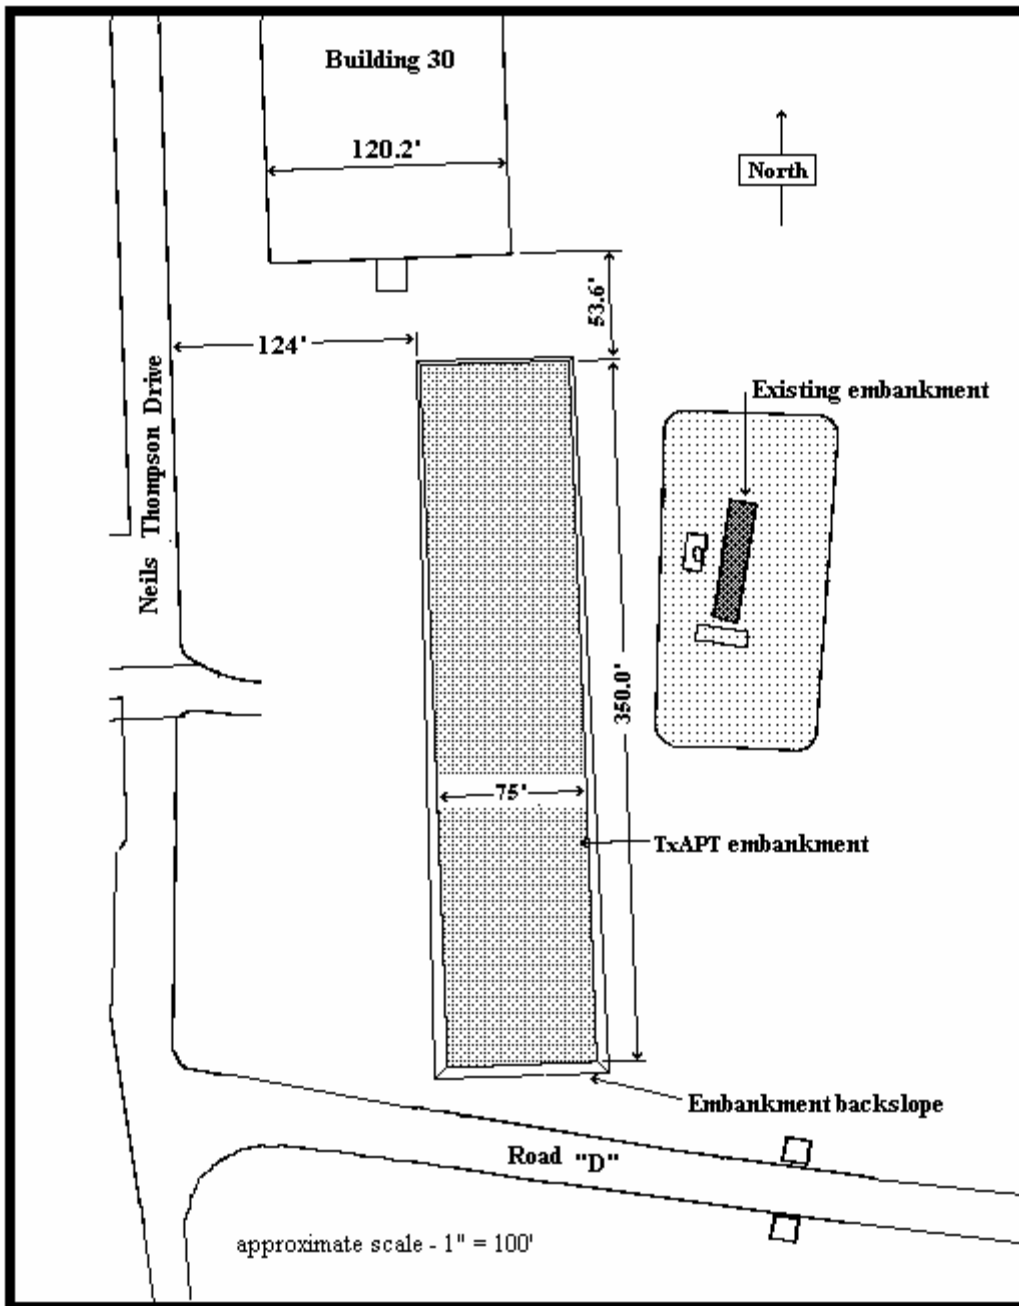 Building 30
120.2'
North
53.6'
124'
Existing embankment
Neils Thompson Drive
350.0'
75'
TxAPT embankment
Embankment backslope
Road "D"
approximate scale - 1" = 100'